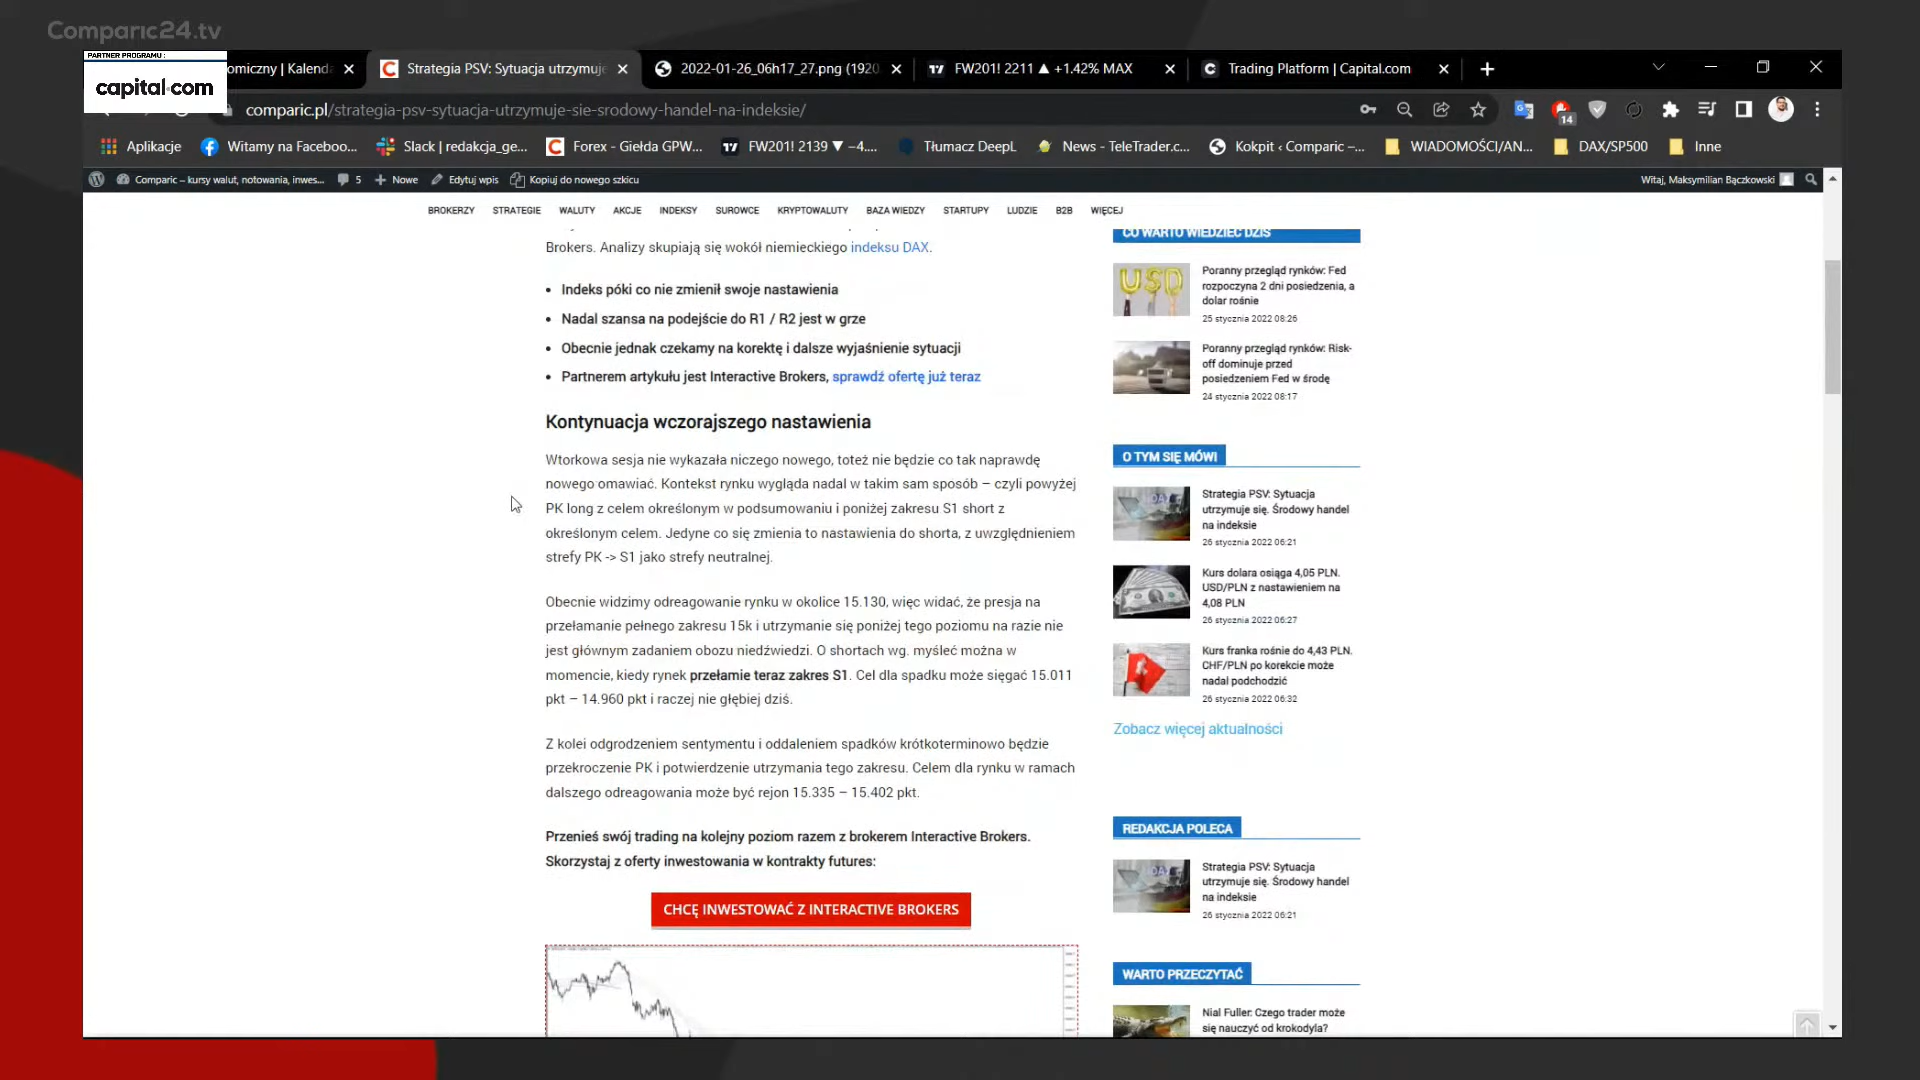 Comparic24.tv
PARTNER PROGRAMU :
capital.com
omiczny | Kalenda
Strategia PSV: Sytuacja utrzymuje
2022-01-26_06h17_27.png (1920
FW201! 2211 ▲ +1.42% MAX
Trading Platform | Capital.com
comparic.pl/strategia-psv-sytuacja-utrzymuje-sie-srodowy-handel-na-indeksie/
14
Aplikacje
Witamy na Faceboo...
Slack | redakcja_ge...
Forex - Giełda GPW...
FW201! 2139 ▼ −4....
Tłumacz DeepL
News - TeleTrader.c...
Kokpit ‹ Comparic –...
WIADOMOŚCI/AN...
DAX/SP500
Inne
Comparic – kursy walut, notowania, inwes...
5
Nowe
Edytuj wpis
Kopiuj do nowego szkicu
Witaj, Maksymilian Bączkowski
BROKERZY STRATEGIE WALUTY AKCJE INDEKSY SUROWCE KRYPTOWALUTY BAZA WIEDZY STARTUPY LUDZIE B2B WIĘCEJ
Brokers. Analizy skupiają się wokół niemieckiego indeksu DAX.
• Indeks póki co nie zmienił swoje nastawienia
• Nadal szansa na podejście do R1 / R2 jest w grze
• Obecnie jednak czekamy na korektę i dalsze wyjaśnienie sytuacji
• Partnerem artykułu jest Interactive Brokers, sprawdź ofertę już teraz
Kontynuacja wczorajszego nastawienia
Wtorkowa sesja nie wykazała niczego nowego, toteż nie będzie co tak naprawdę
nowego omawiać. Kontekst rynku wygląda nadal w takim sam sposób – czyli powyżej
PK long z celem określonym w podsumowaniu i poniżej zakresu S1 short z
określonym celem. Jedyne co się zmienia to nastawienia do shorta, z uwzględnieniem
strefy PK -> S1 jako strefy neutralnej.
Obecnie widzimy odreagowanie rynku w okolice 15.130, więc widać, że presja na
przełamanie pełnego zakresu 15k i utrzymanie się poniżej tego poziomu na razie nie
jest głównym zadaniem obozu niedźwiedzi. O shortach wg. myśleć można w
momencie, kiedy rynek przełamie teraz zakres S1. Cel dla spadku może sięgać 15.011
pkt – 14.960 pkt i raczej nie głębiej dziś.
Z kolei odgrodzeniem sentymentu i oddaleniem spadków krótkoterminowo będzie
przekroczenie PK i potwierdzenie utrzymania tego zakresu. Celem dla rynku w ramach
dalszego odreagowania może być rejon 15.335 – 15.402 pkt.
Przenieś swój trading na kolejny poziom razem z brokerem Interactive Brokers.
Skorzystaj z oferty inwestowania w kontrakty futures:
CHCĘ INWESTOWAĆ Z INTERACTIVE BROKERS
CO WARTO WIEDZIEĆ DZIŚ
Poranny przegląd rynków: Fed
rozpoczyna 2 dni posiedzenia, a
dolar rośnie
25 stycznia 2022 08:26
Poranny przegląd rynków: Risk-
off dominuje przed
posiedzeniem Fed w środę
24 stycznia 2022 08:17
O TYM SIĘ MÓWI
Strategia PSV: Sytuacja
utrzymuje się. Środowy handel
na indeksie
26 stycznia 2022 06:21
Kurs dolara osiąga 4,05 PLN.
USD/PLN z nastawieniem na
4,08 PLN
26 stycznia 2022 06:27
Kurs franka rośnie do 4,43 PLN.
CHF/PLN po korekcie może
nadal podchodzić
26 stycznia 2022 06:32
Zobacz więcej aktualności
REDAKCJA POLECA
Strategia PSV: Sytuacja
utrzymuje się. Środowy handel
na indeksie
26 stycznia 2022 06:21
WARTO PRZECZYTAĆ
Nial Fuller: Czego trader może
się nauczyć od krokodyla?